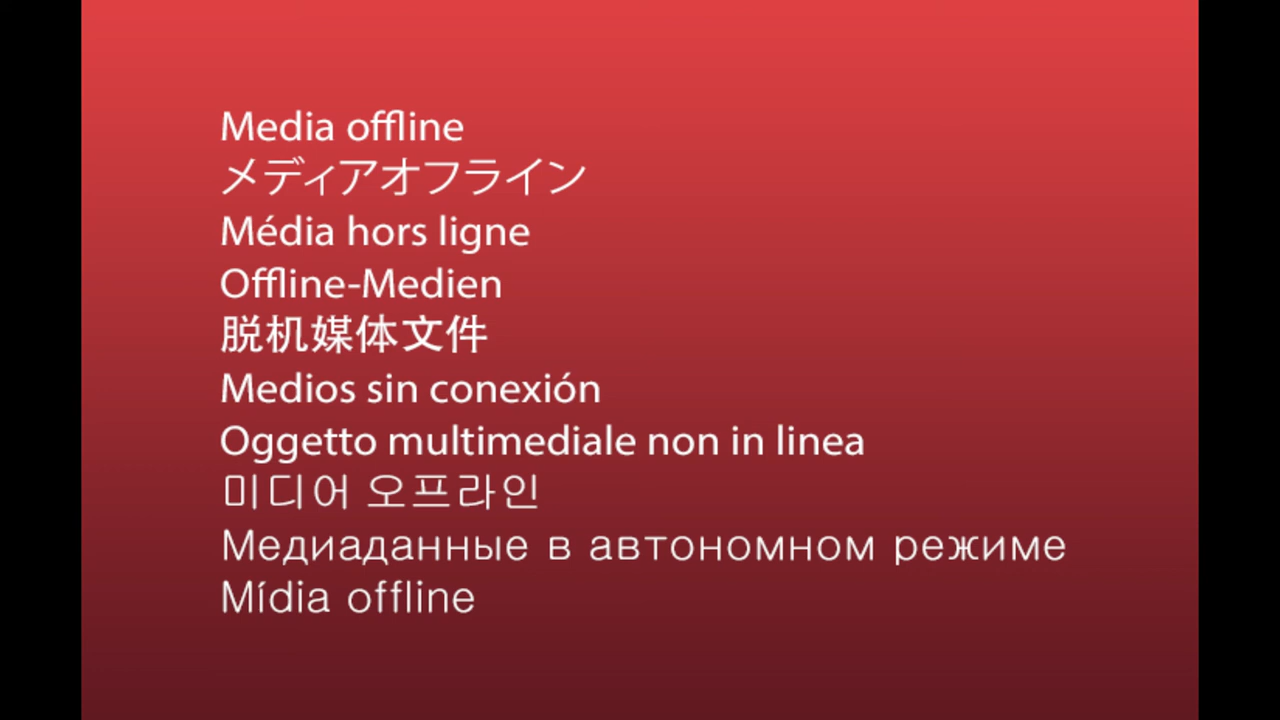 Media offline
メディアオフライン
Média hors ligne
Offline-Medien
脱机媒体文件
Medios sin conexión
Oggetto multimediale non in linea
미디어 오프라인
Медиаданные в автономном режиме
Mídia offline